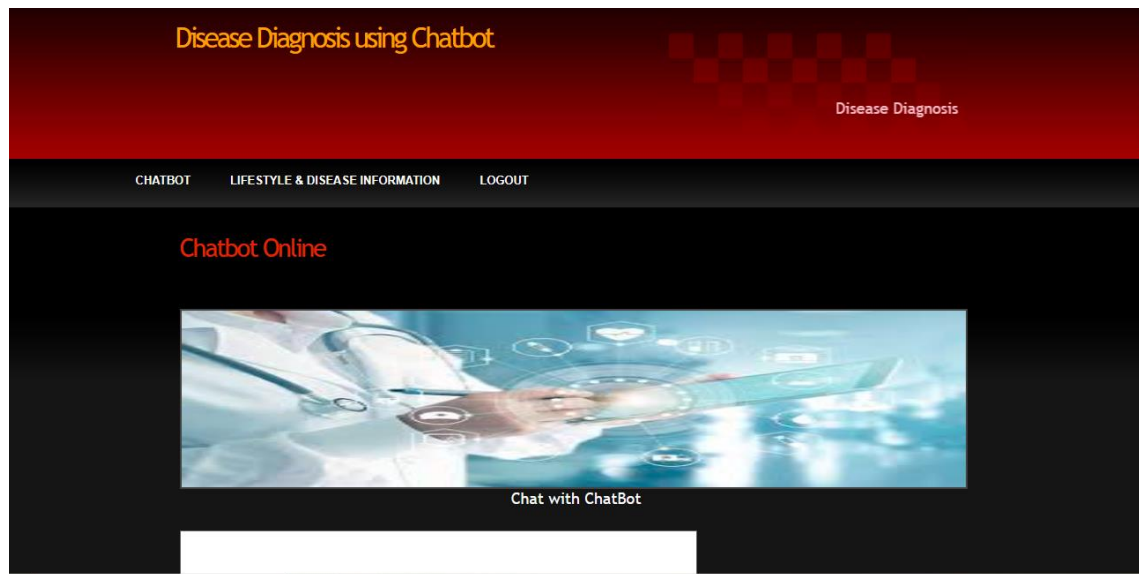 Disease Diagnosis using Chatbot
Disease Diagnosis
CHATBOT LIFESTYLE & DISEASE INFORMATION LOGOUT
Chatbot Online
Chat with ChatBot